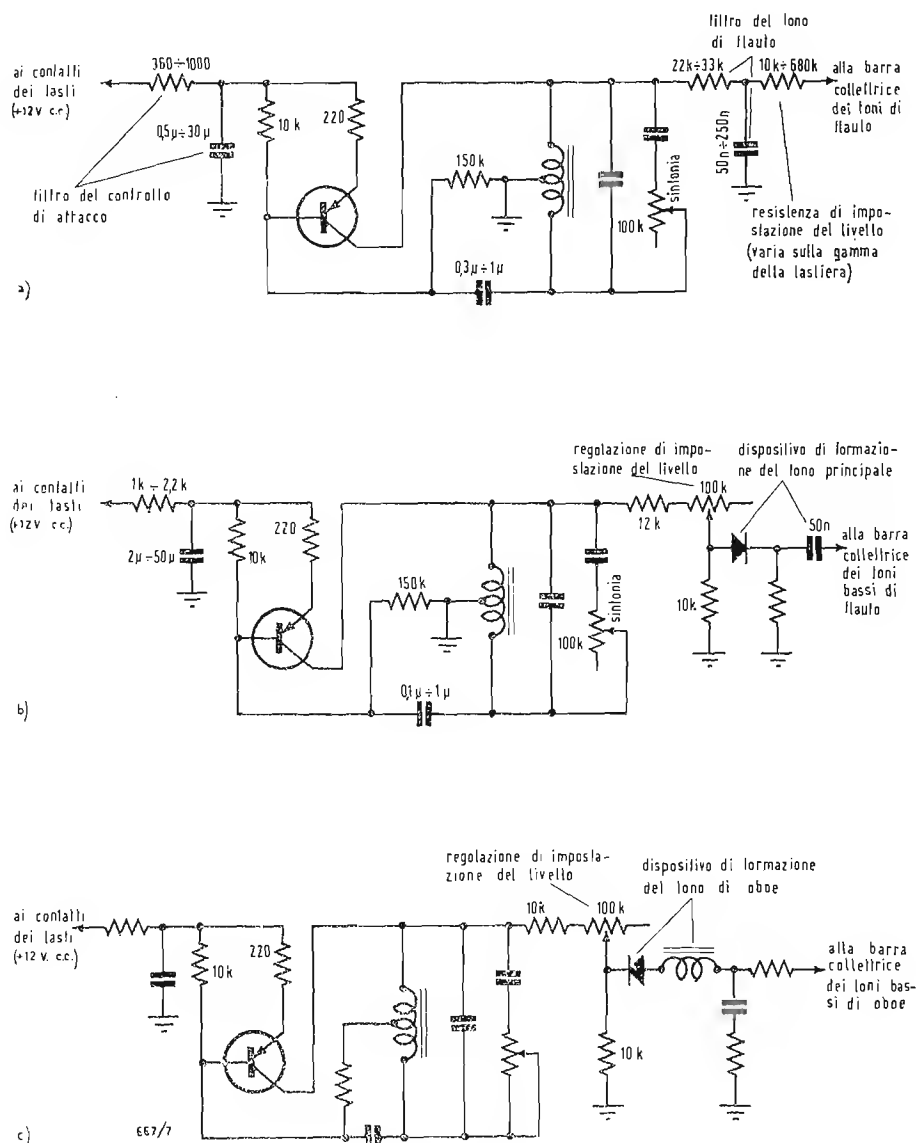 filtro del tono
di flauto
360÷1000
22k÷33k
10k÷680k
ai contatti
dei tasti
(+12V c.c.)
alla barra
collettrice
dei toni di
flauto
0,5µ÷30µ
10k
220
50n÷250n
150k
sintonia
100k
filtro del controllo
di attacco
resistenza di impo-
stazione del livello
(varia sulla gamma
della tastiera)
0,3µ÷1µ
a)
regolazione di impo-
stazione del livello
dispositivo di formazio-
ne del tono principale
ai contatti
dei tasti
(+12V c.c.)
1k÷2,2k
100k
12k
50n
220
2µ÷50µ
10k
alla barra
collettrice
dei toni
bassi di
flauto
150k
sintonia
10k
100k
0,1µ÷1µ
b)
regolazione di imposta-
zione del livello
dispositivo di formazione
del tono di oboe
ai contatti
dei tasti
(+12 V. c.c.)
10k
100k
220
10k
alla barra
collettrice
dei toni bas-
si di oboe
10k
c)
667/7